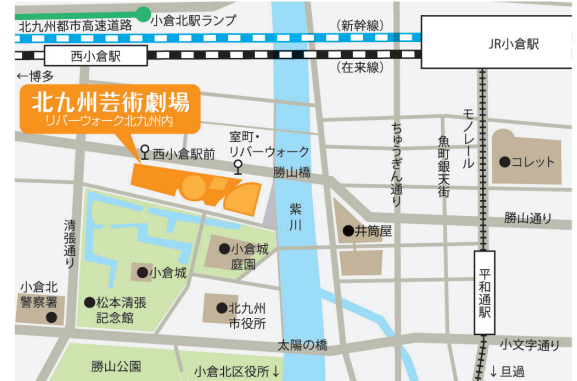 小倉北駅ランプ
北九州都市高速道路
(新幹線)
JR小倉駅
西小倉駅
(在来線)
←博多
北九州芸術劇場
リバーウォーク北九州内
室町・
リバーウォーク
西小倉駅前
勝山橋
モノレール
ちゅうぎん通り
魚町銀天街
コレット
紫川
勝山通り
清張通り
井筒屋
小倉城
庭園
小倉城
平和通駅
小倉北
警察署
松本清張
記念館
北九州
市役所
太陽の橋
小文字通り
勝山公園
小倉北区役所↓
↓旦過